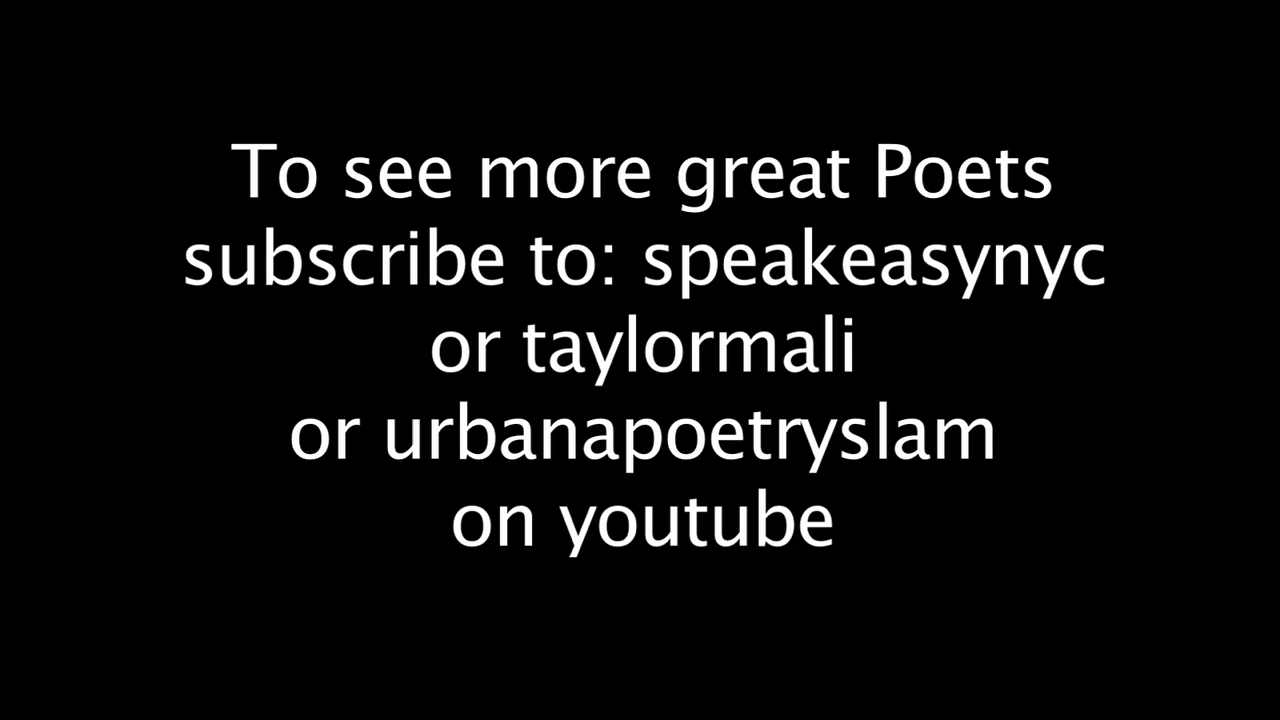 To see more great Poets
subscribe to: speakeasynyc
or taylormali
or urbanapoetryslam
on youtube